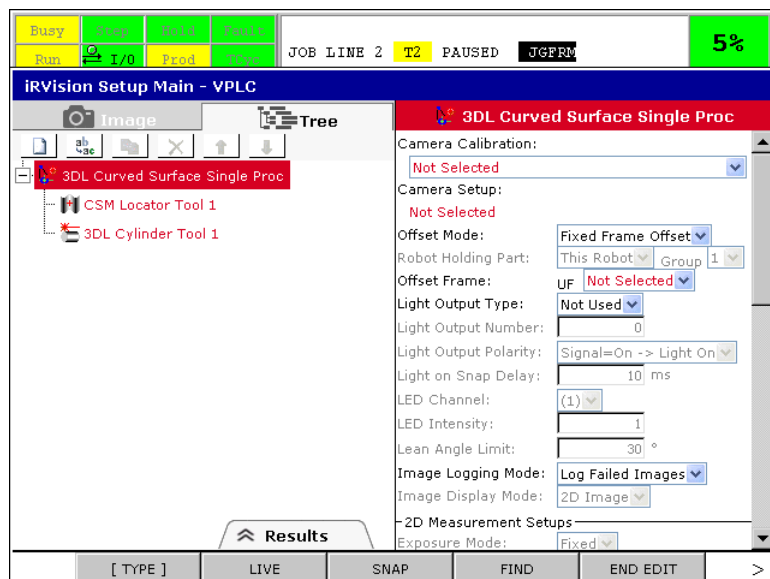 Busy Step Hold Fault
Run I/O Prod TCyc
JOB LINE 2 T2 PAUSED JGFRM
5%
iRVision Setup Main - VPLC
Image
Tree
3DL Curved Surface Single Proc
CSM Locator Tool 1
3DL Cylinder Tool 1
Results
3DL Curved Surface Single Proc
Camera Calibration:
Not Selected
Camera Setup:
Not Selected
Offset Mode: Fixed Frame Offset
Robot Holding Part: This Robot Group 1
Offset Frame: UF Not Selected
Light Output Type: Not Used
Light Output Number: 0
Light Output Polarity: Signal=On -> Light On
Light on Snap Delay: 10 ms
LED Channel: (1)
LED Intensity: 1
Lean Angle Limit: 30 °
Image Logging Mode: Log Failed Images
Image Display Mode: 2D Image
2D Measurement Setups
Exposure Mode: Fixed
[ TYPE ] LIVE SNAP FIND END EDIT >